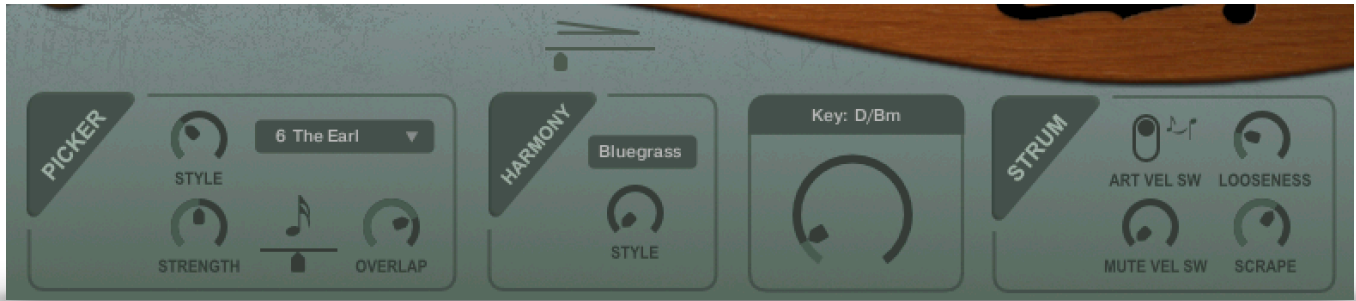 PICKER
STYLE
6 The Earl
STRENGTH
OVERLAP
HARMONY
Bluegrass
STYLE
Key: D/Bm
STRUM
ART VEL SW
LOOSENESS
MUTE VEL SW
SCRAPE